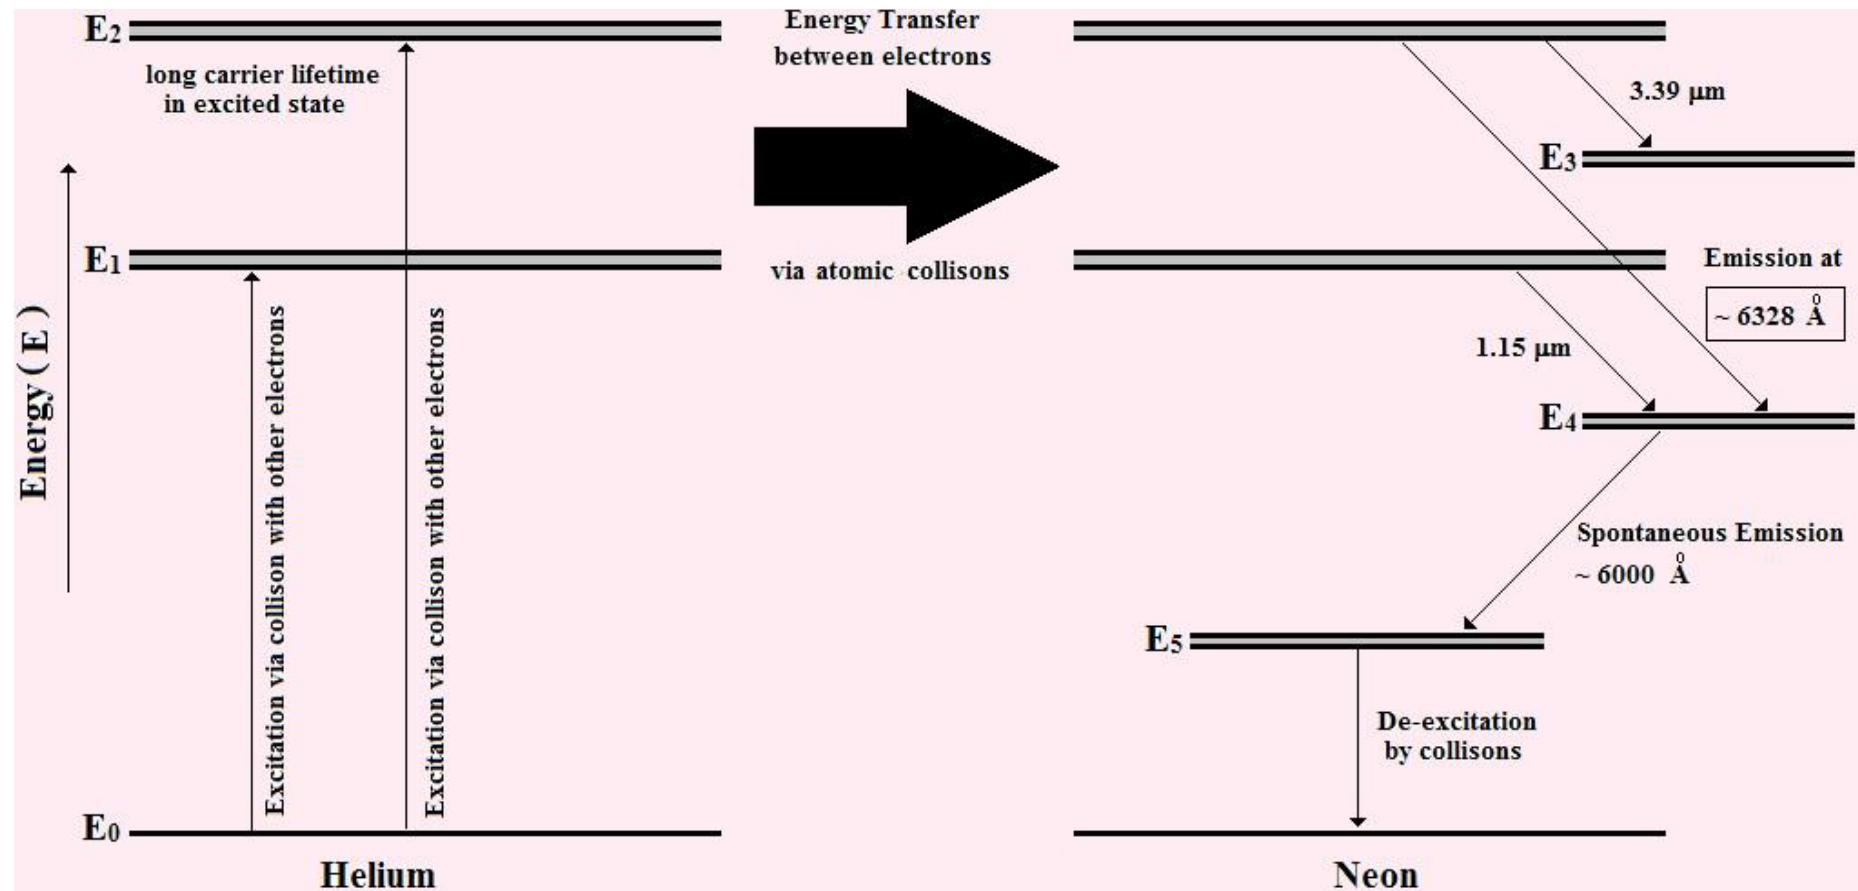 E2
long carrier lifetime
in excited state
Energy Transfer
between electrons
3.39 μm
E3
E1
via atomic collisons
Emission at
~ 6328 Å
1.15 μm
E4
Energy ( E )
Excitation via collison with other electrons
Excitation via collison with other electrons
Spontaneous Emission
~ 6000 Å
E5
De-excitation
by collisons
E0
Helium
Neon